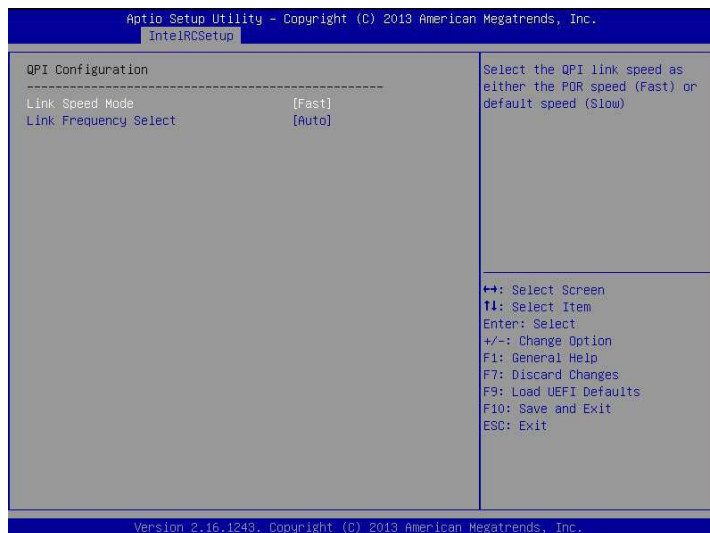 Aptio Setup Utility – Copyright (C) 2013 American Megatrends, Inc.
IntelRCSetup
QPI Configuration
--------------------------------------------------
Link Speed Mode [Fast]
Link Frequency Select [Auto]
Select the QPI link speed as
either the POR speed (Fast) or
default speed (Slow)
↔: Select Screen
↑↓: Select Item
Enter: Select
+/-: Change Option
F1: General Help
F7: Discard Changes
F9: Load UEFI Defaults
F10: Save and Exit
ESC: Exit
Version 2.16.1243. Copyright (C) 2013 American Megatrends, Inc.